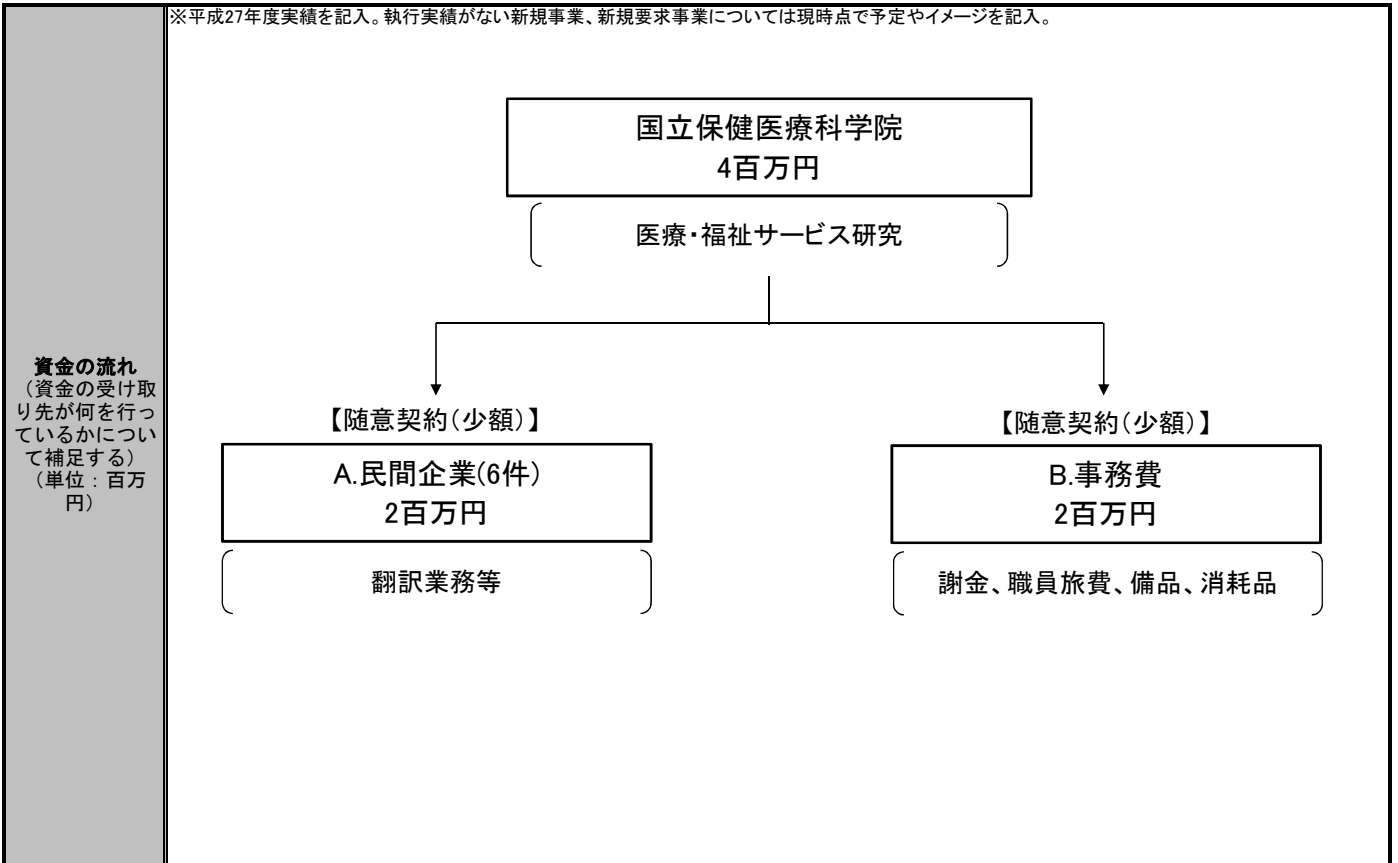 ※平成27年度実績を記入。執行実績がない新規事業、新規要求事業については現時点で予定やイメージを記入。
資金の流れ
（資金の受け取
り先が何を行っ
ているかについ
て補足する）
（単位：百万
円）
国立保健医療科学院
4百万円
医療・福祉サービス研究
【随意契約（少額）】
A.民間企業(6件)
2百万円
翻訳業務等
【随意契約（少額）】
B.事務費
2百万円
謝金、職員旅費、備品、消耗品